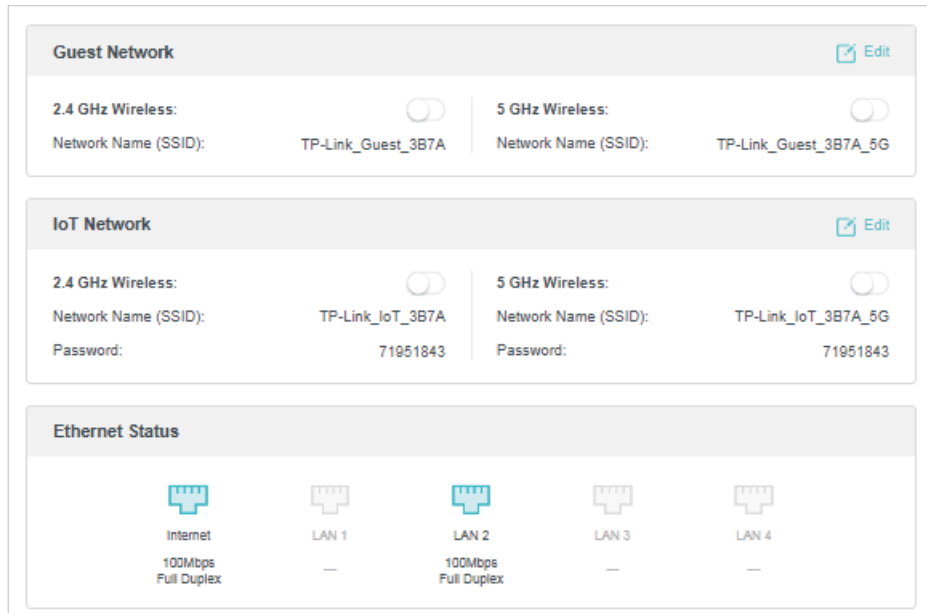 Guest Network Edit
2.4 GHz Wireless: 5 GHz Wireless:
Network Name (SSID): TP-Link_Guest_3B7A Network Name (SSID): TP-Link_Guest_3B7A_5G
IoT Network Edit
2.4 GHz Wireless: 5 GHz Wireless:
Network Name (SSID): TP-Link_IoT_3B7A Network Name (SSID): TP-Link_IoT_3B7A_5G
Password: 71951843 Password: 71951843
Ethernet Status
Internet LAN 1 LAN 2 LAN 3 LAN 4
100Mbps --- 100Mbps --- ---
Full Duplex Full Duplex